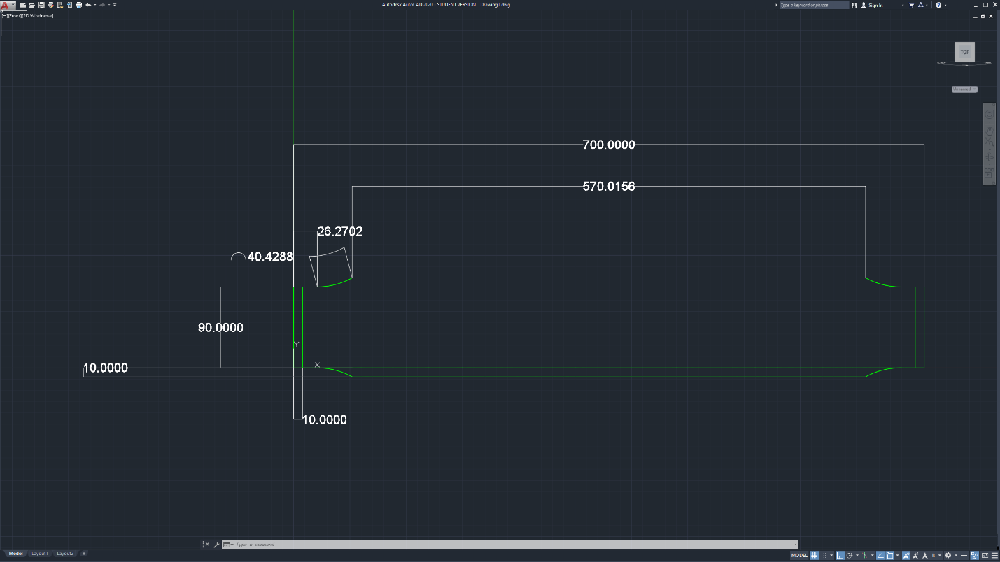 Autodesk AutoCAD 2020 - STUDENT VERSION Drawing1.dwg
Type a keyword or phrase
Sign In
[−][Front][2D Wireframe]
TOP
Unnamed
700.0000
570.0156
26.2702
40.4288
90.0000
Y
X
10.0000
10.0000
Type a command
Model Layout1 Layout2 +
MODEL
1:1